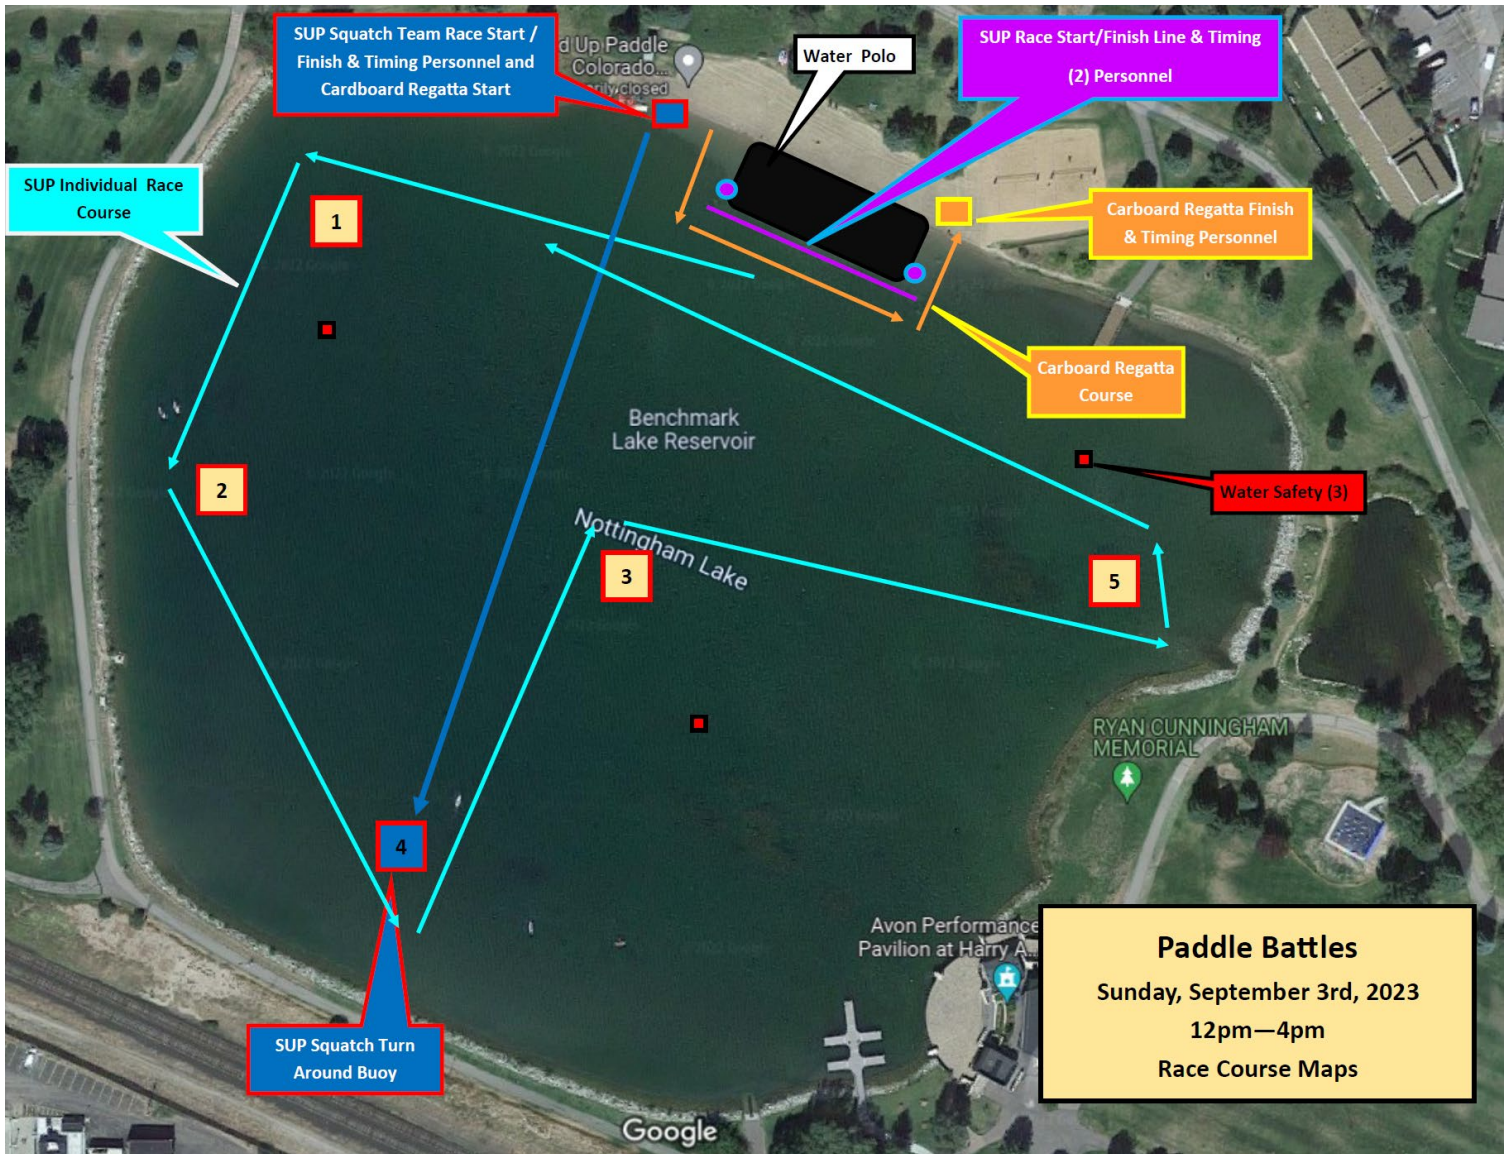 SUP Squatch Team Race Start /
Finish & Timing Personnel and
Cardboard Regatta Start
d Up Paddle
Colorado...
closed
Water Polo
SUP Race Start/Finish Line & Timing
(2) Personnel
SUP Individual Race
Course
1
Carboard Regatta Finish
& Timing Personnel
Carboard Regatta
Course
Benchmark
Lake Reservoir
Water Safety (3)
2
Nottingham Lake
3
5
RYAN CUNNINGHAM
MEMORIAL
4
Avon Performance
Pavilion at Harry A...
SUP Squatch Turn
Around Buoy
Paddle Battles
Sunday, September 3rd, 2023
12pm—4pm
Race Course Maps
Google